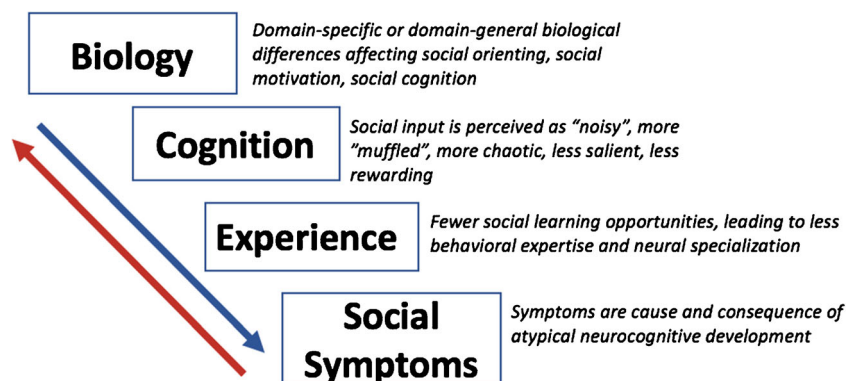 Biology
Domain-specific or domain-general biological
differences affecting social orienting, social
motivation, social cognition
Cognition
Social input is perceived as “noisy”, more
“muffled”, more chaotic, less salient, less
rewarding
Experience
Fewer social learning opportunities, leading to less
behavioral expertise and neural specialization
Social
Symptoms
Symptoms are cause and consequence of
atypical neurocognitive development